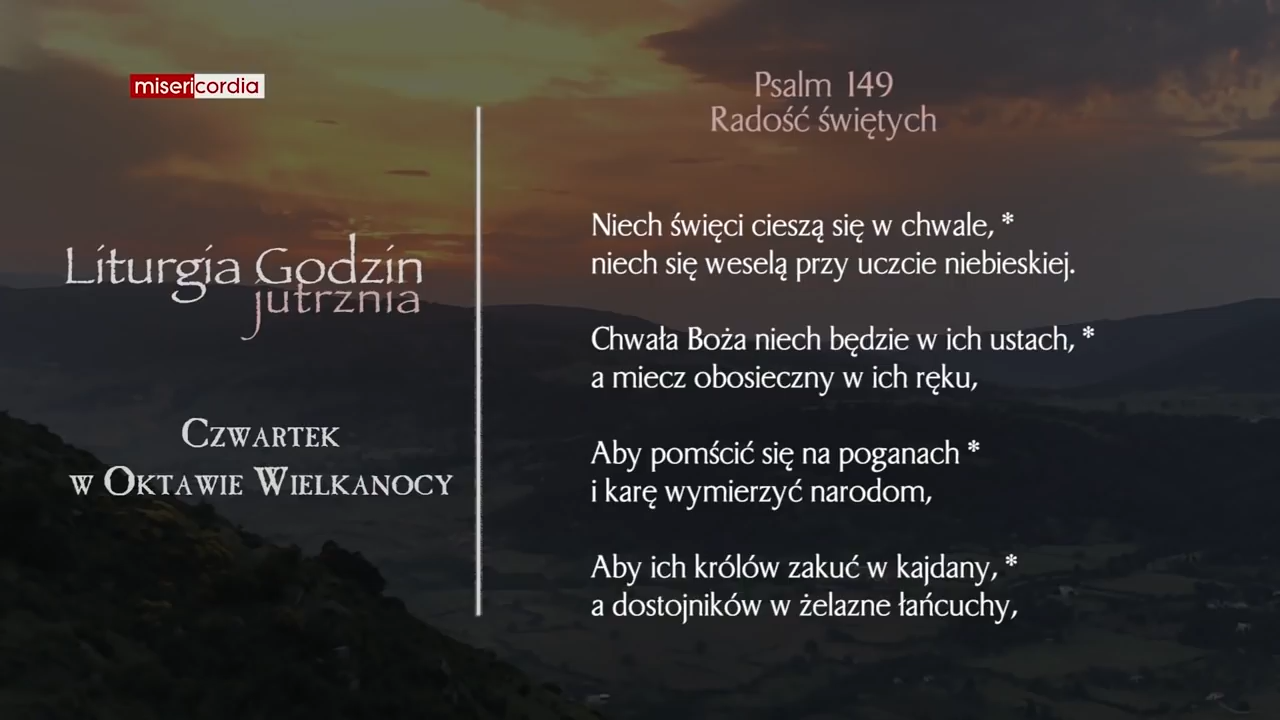 misericordia
Liturgia Godzin
jutrznia
Czwartek
w Oktawie Wielkanocy
Psalm 149
Radość świętych
Niech święci cieszą się w chwale, *
niech się weselą przy uczcie niebieskiej.
Chwała Boża niech będzie w ich ustach, *
a miecz obosieczny w ich ręku,
Aby pomścić się na poganach *
i karę wymierzyć narodom,
Aby ich królów zakuć w kajdany, *
a dostojników w żelazne łańcuchy,